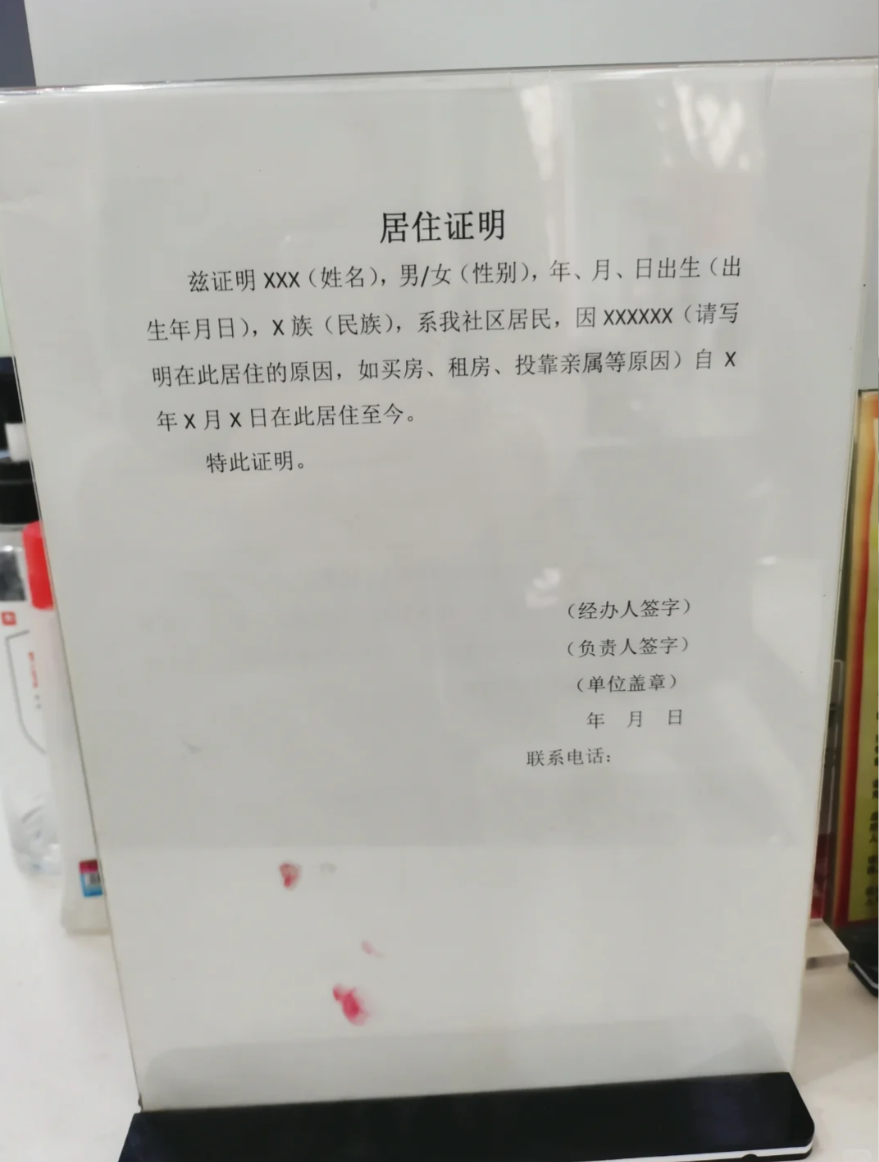 居住证明
兹证明 XXX（姓名），男/女（性别），年、月、日出生（出
生年月日），X 族（民族），系我社区居民，因 XXXXXX（请写
明在此居住的原因，如买房、租房、投靠亲属等原因）自 X
年 X 月 X 日在此居住至今。
特此证明。
（经办人签字）
（负责人签字）
（单位盖章）
年 月 日
联系电话：